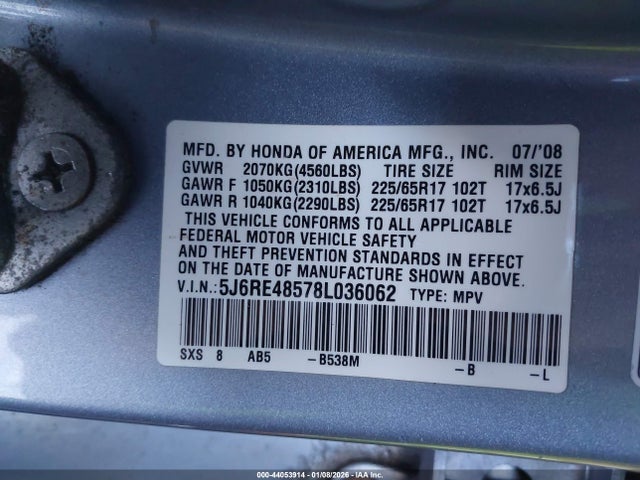 MFD. BY HONDA OF AMERICA MFG., INC. 07/'08
GVWR 2070KG(4560LBS) TIRE SIZE RIM SIZE
GAWR F 1050KG(2310LBS) 225/65R17 102T 17x6.5J
GAWR R 1040KG(2290LBS) 225/65R17 102T 17x6.5J
THIS VEHICLE CONFORMS TO ALL APPLICABLE
FEDERAL MOTOR VEHICLE SAFETY
AND THEFT PREVENTION STANDARDS IN EFFECT
ON THE DATE OF MANUFACTURE SHOWN ABOVE.
V.I.N.: 5J6RE48578L036062 TYPE: MPV
SXS 8 AB5 -B538M -B -L
000-44053914 - 01/08/2026 - Copyright © IAA, Inc.